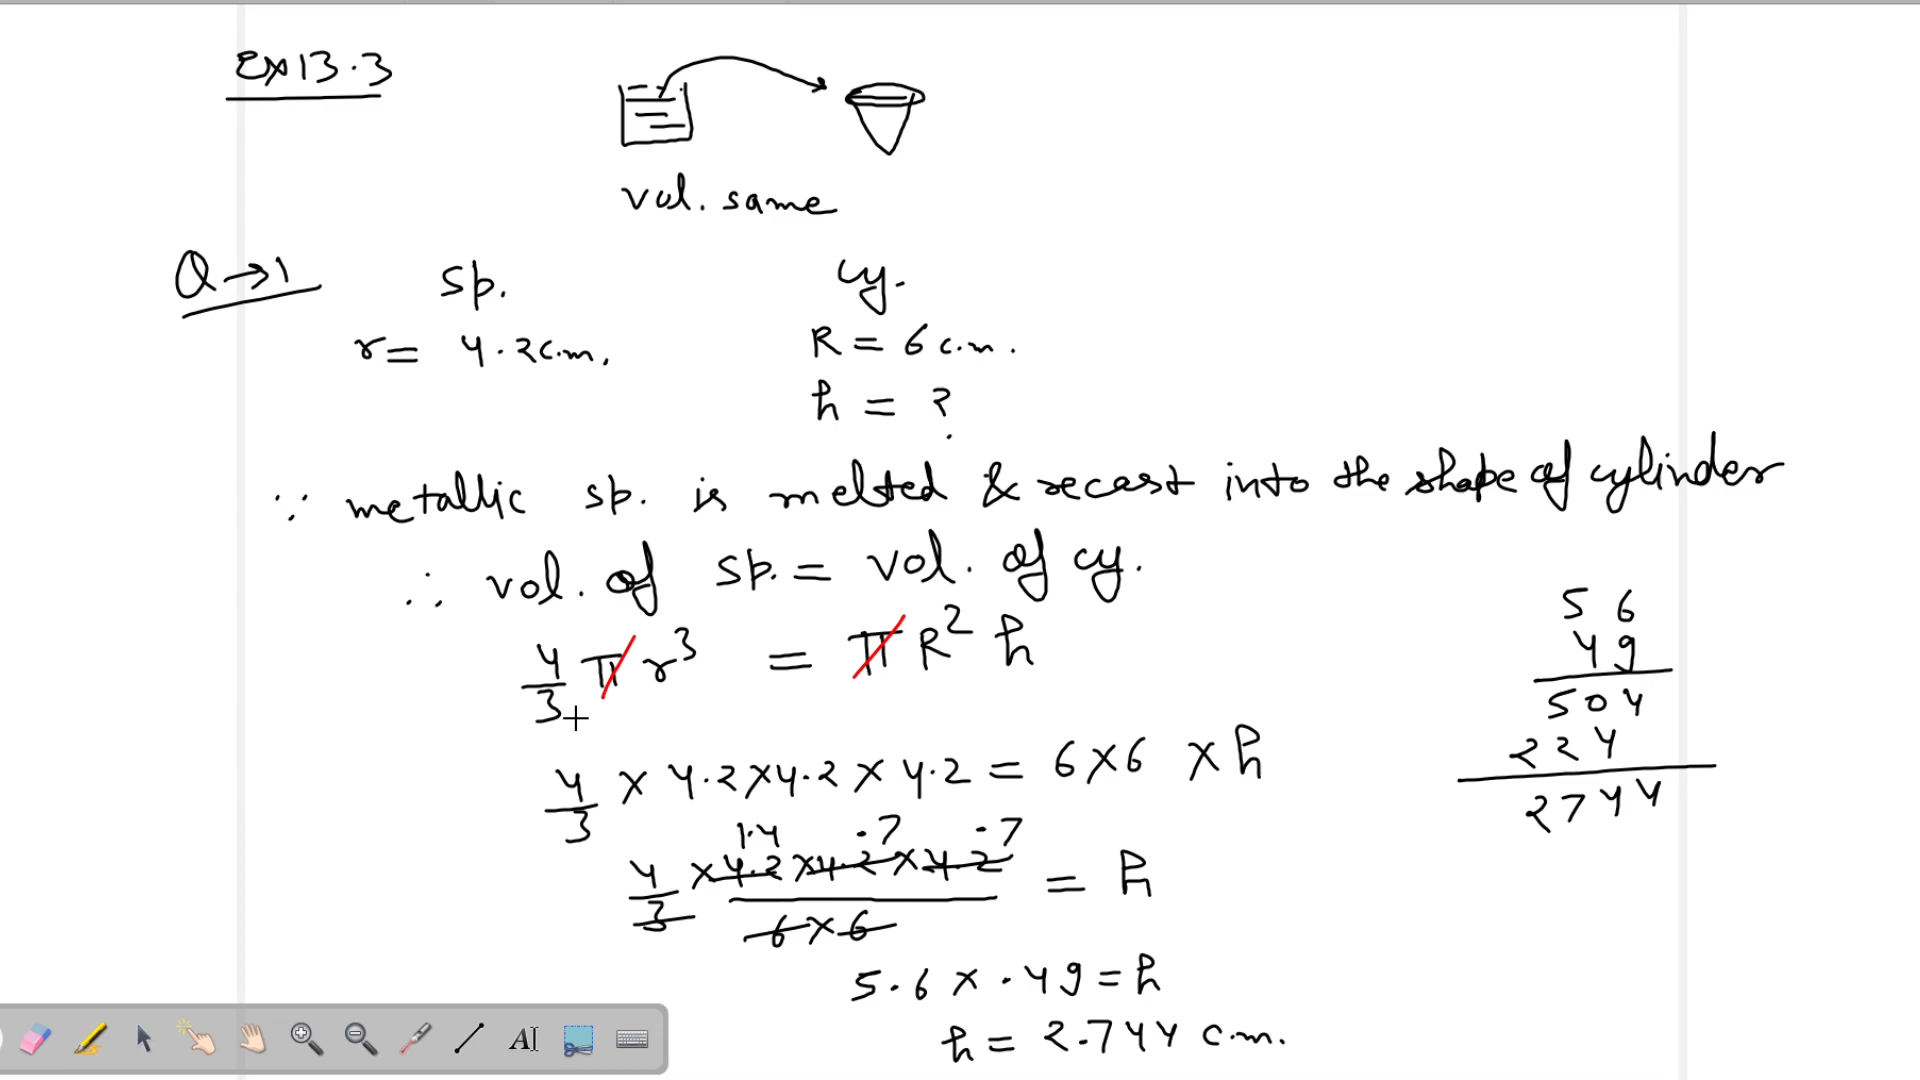 Ex 13.3
vol. same
Q→1 sp. cy.
r = 4.2 c.m. R = 6 c.m.
h = ?
∵ metallic sp. is melted & recast into the shape of cylinder
∴ vol. of sp. = vol. of cy.
4/3 π r³ = π R² h
4/3 × 4.2 × 4.2 × 4.2 = 6 × 6 × h
1.4 .7 .7
4/3 × 4.2 × 4.2 × 4.2 / 6 × 6 = h
5.6 × .49 = h
h = 2.744 c.m.
56
49
504
224
2744
AI